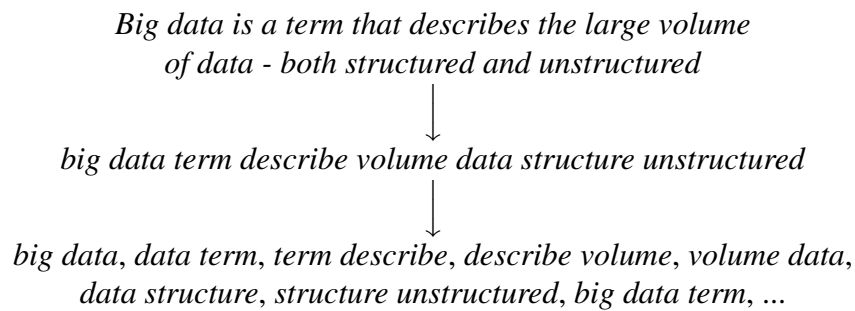 Big data is a term that describes the large volume
of data - both structured and unstructured
big data term describe volume data structure unstructured
big data, data term, term describe, describe volume, volume data,
data structure, structure unstructured, big data term, ...